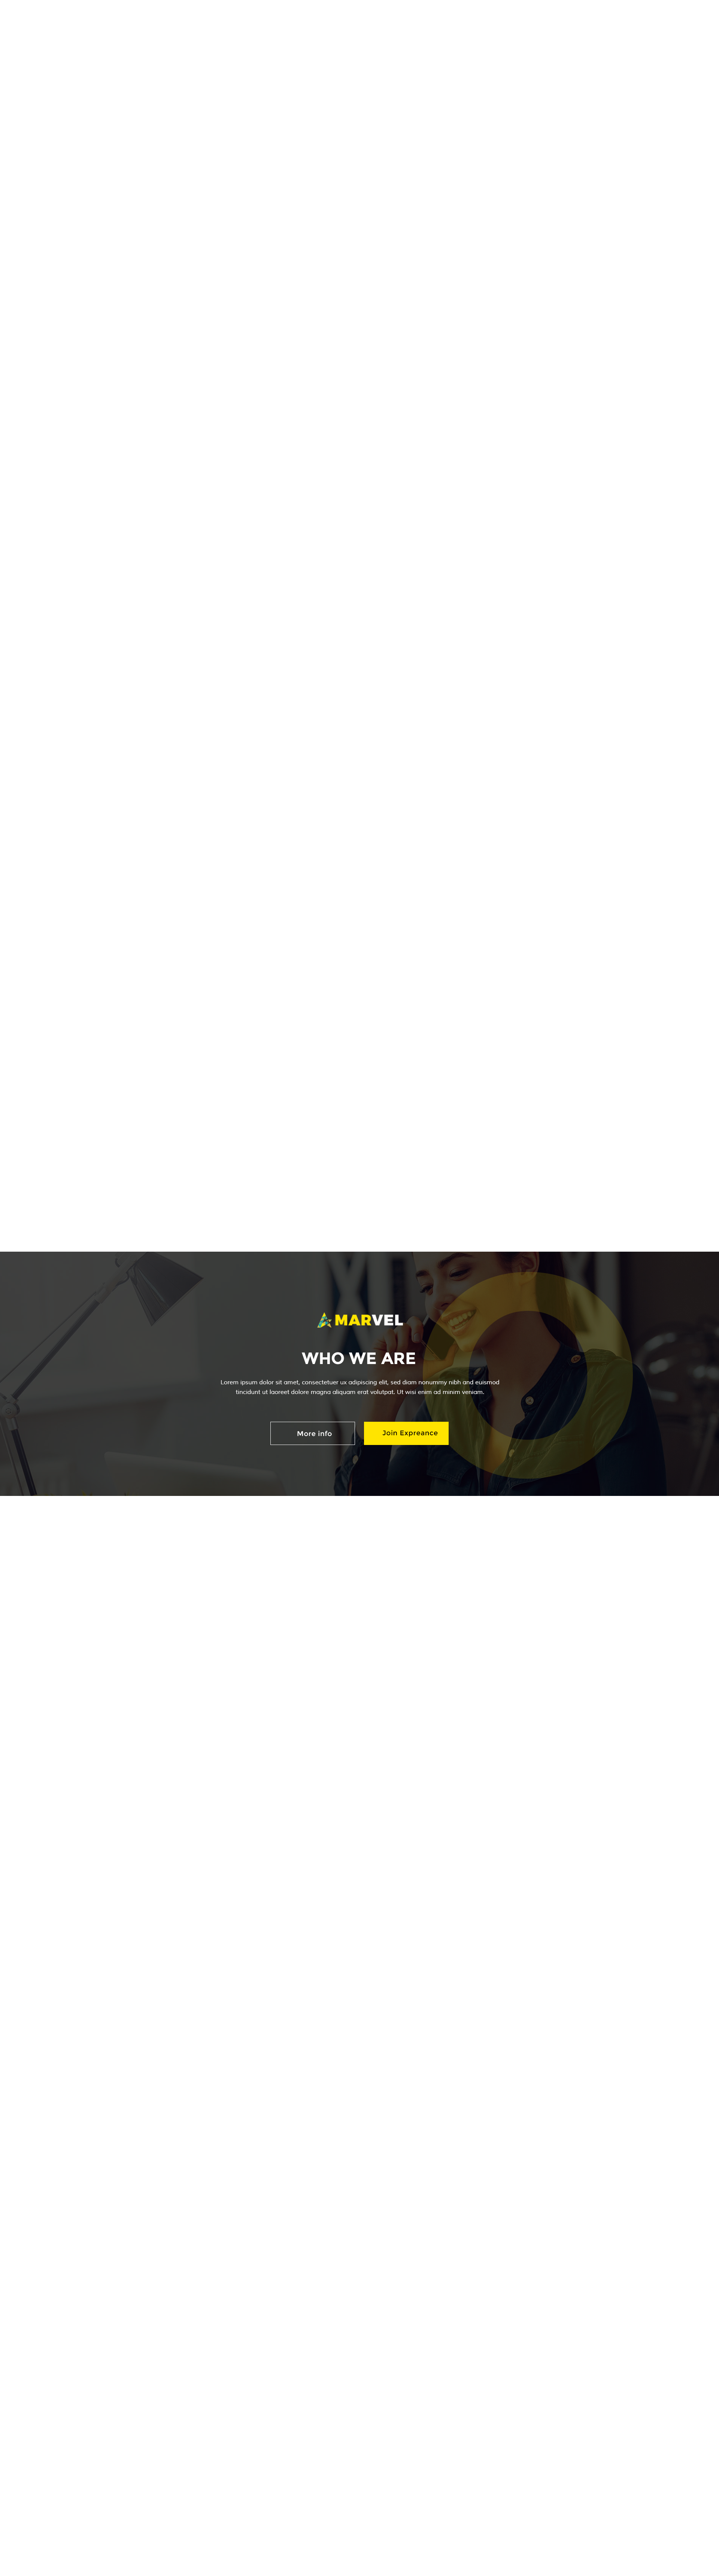 MARVEL
WHO WE ARE
Lorem ipsum dolor sit amet, consectetuer ux adipiscing elit, sed diam nonummy nibh and euismod
tincidunt ut laoreet dolore magna aliquam erat volutpat. Ut wisi enim ad minim veniam.
More info
Join Expreance